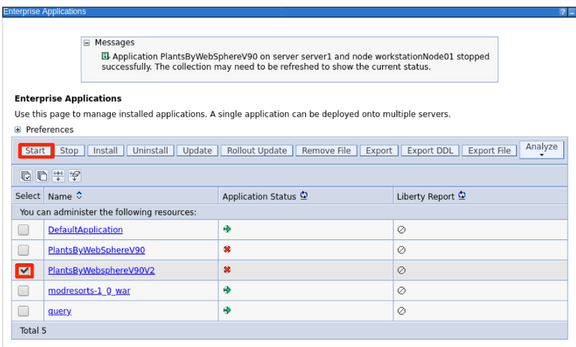 Enterprise Applications
Messages
Application PlantsByWebSphereV90 on server server1 and node workstationNode01 stopped
successfully. The collection may need to be refreshed to show the current status.
Enterprise Applications
Use this page to manage installed applications. A single application can be deployed onto multiple servers.
Preferences
Start Stop Install Uninstall Update Rollout Update Remove File Export Export DDL Export File Analyze
Select Name Application Status Liberty Report
You can administer the following resources:
DefaultApplication
PlantsByWebSphereV90
PlantsByWebsphereV90V2
modresorts-1_0_war
query
Total 5